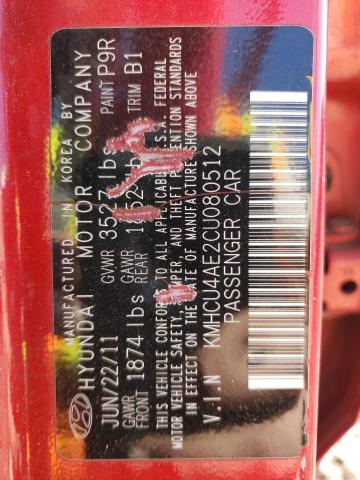 MANUFACTURED IN KOREA BY
HYUNDAI MOTOR COMPANY
JUN/22/11 GVWR 3527 lbs PAINT P9R
GAWR FRONT 1874 lbs GAWR REAR TRIM B1
THIS VEHICLE CONFORMS TO ALL APPLICABLE U.S.A. FEDERAL
MOTOR VEHICLE SAFETY, BUMPER, AND THEFT PREVENTION STANDARDS
IN EFFECT ON THE DATE OF MANUFACTURE SHOWN ABOVE
V.I.N KMHCU4AE2CU080512
PASSENGER CAR